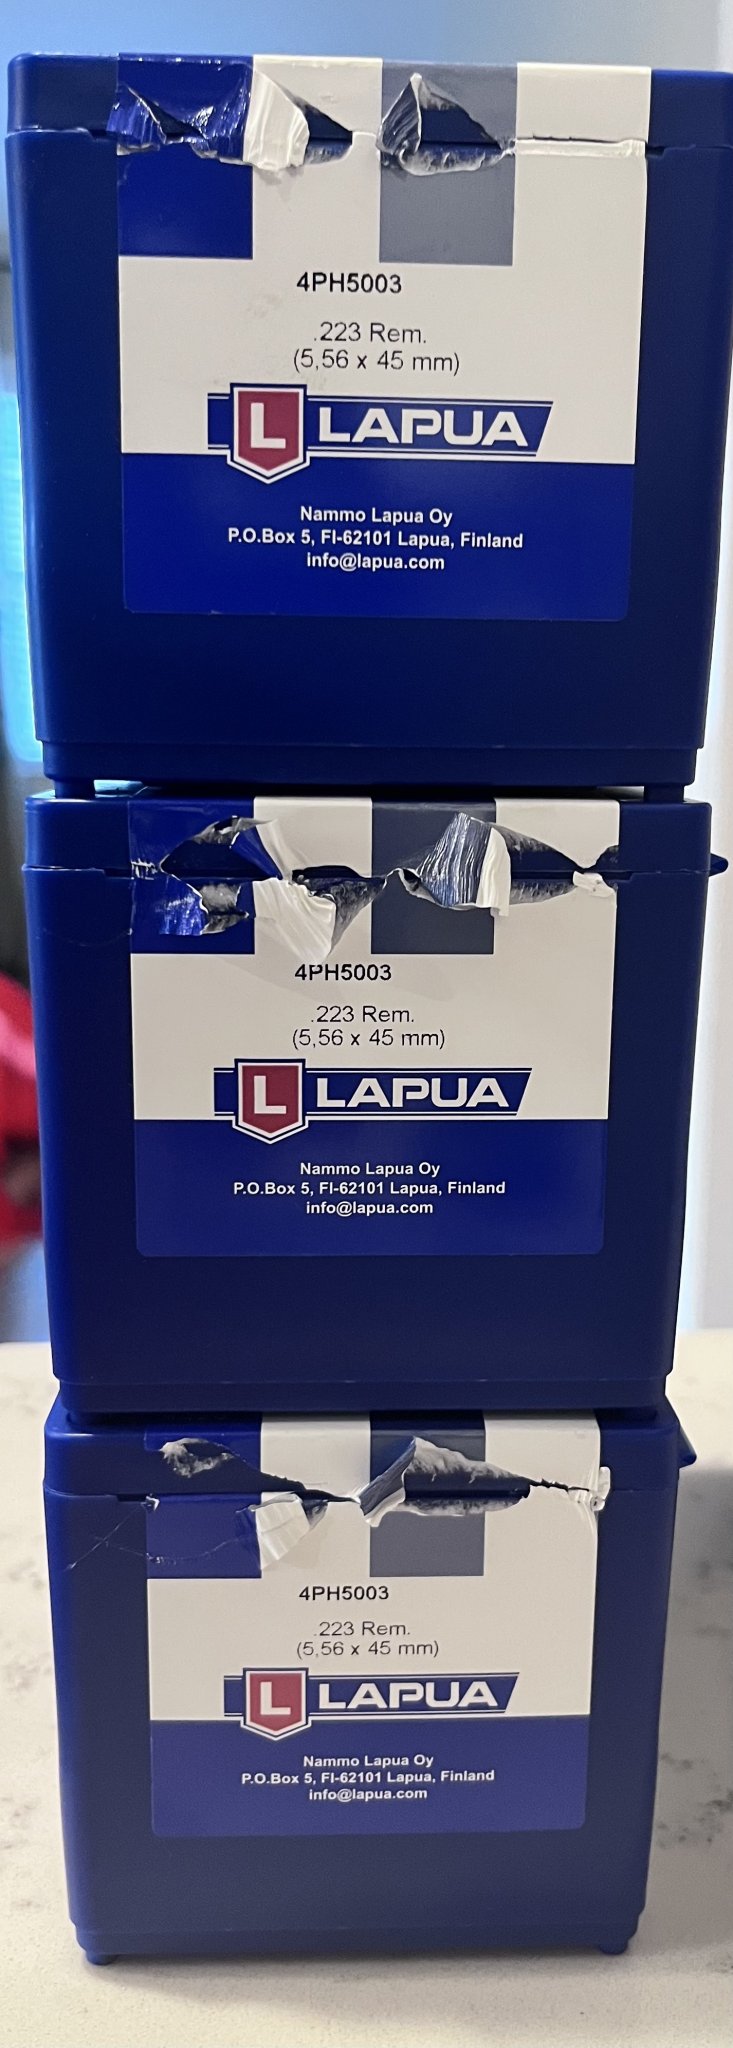 4PH5003
.223 Rem.
(5,56 x 45 mm)
L LAPUA
Nammo Lapua Oy
P.O.Box 5, FI-62101 Lapua, Finland
info@lapua.com
4PH5003
.223 Rem.
(5,56 x 45 mm)
L LAPUA
Nammo Lapua Oy
P.O.Box 5, FI-62101 Lapua, Finland
info@lapua.com
4PH5003
.223 Rem.
(5,56 x 45 mm)
L LAPUA
Nammo Lapua Oy
P.O.Box 5, FI-62101 Lapua, Finland
info@lapua.com